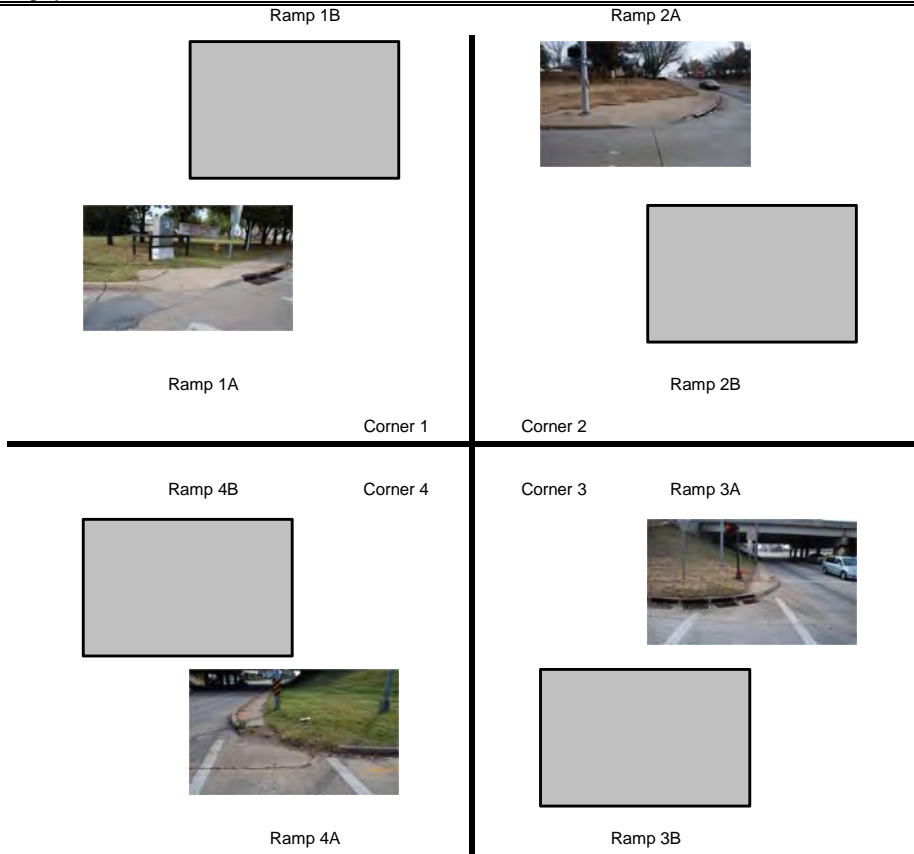 Ramp 1B
Ramp 2A
Ramp 1A
Ramp 2B
Corner 1
Corner 2
Ramp 4B
Corner 4
Corner 3
Ramp 3A
Ramp 4A
Ramp 3B